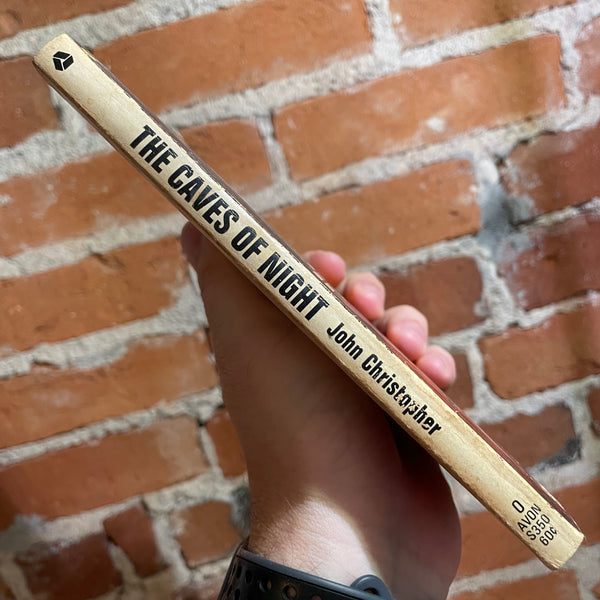 THE CAVES OF NIGHT John Christopher
O
AVON
S350
60¢